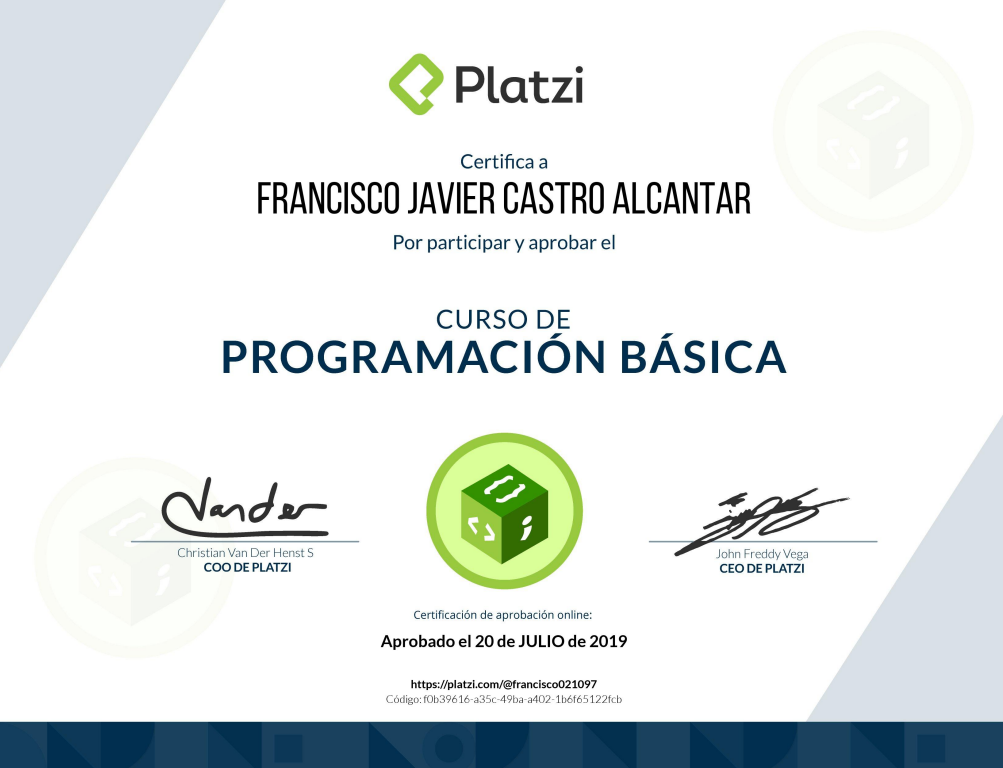 Platzi
Certifica a
FRANCISCO JAVIER CASTRO ALCANTAR
Por participar y aprobar el
CURSO DE
PROGRAMACIÓN BÁSICA
Vander
Christian Van Der Henst S
COO DE PLATZI
John Freddy Vega
CEO DE PLATZI
Certificación de aprobación online:
Aprobado el 20 de JULIO de 2019
https://platzi.com/@francisco021097
Código: f0b39616-a35c-49ba-a402-1b6f65122fcb